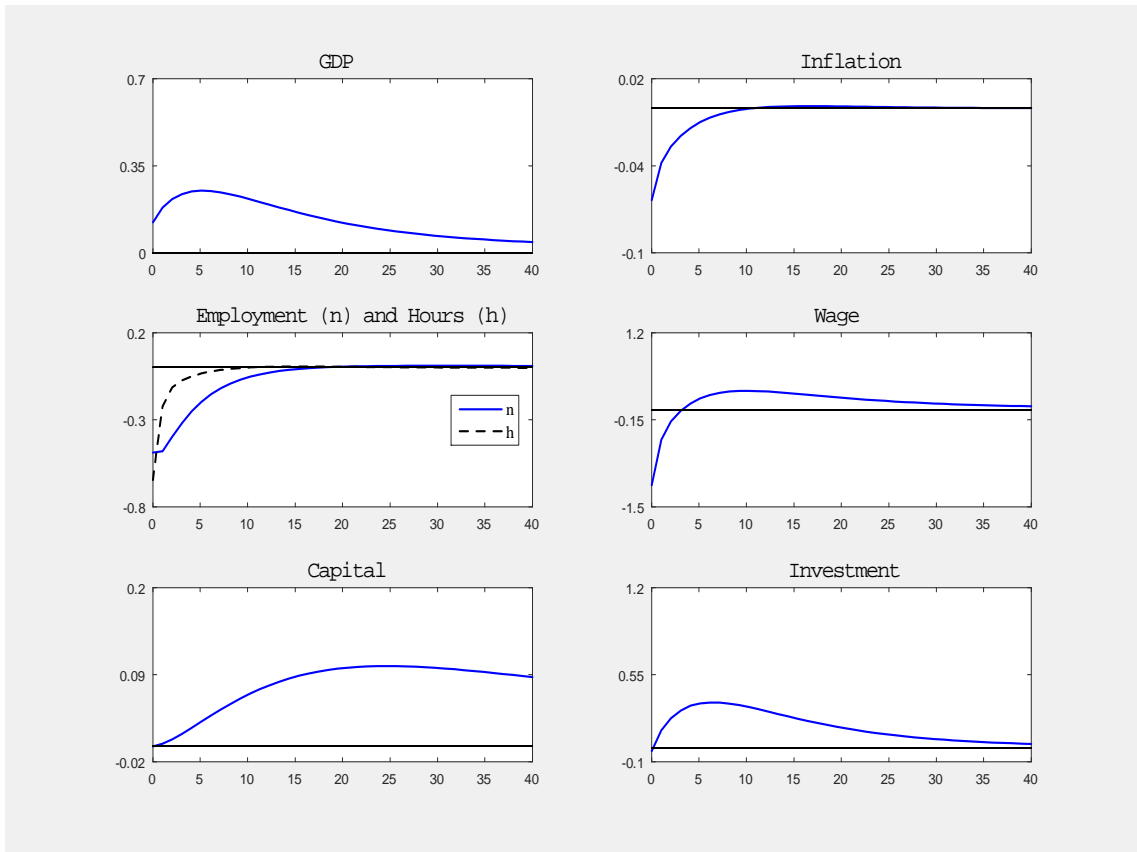 GDP
0.7
0.35
0
0 5 10 15 20 25 30 35 40
Inflation
0.02
-0.04
-0.1
0 5 10 15 20 25 30 35 40
Employment (n) and Hours (h)
0.2
-0.3
-0.8
n
h
0 5 10 15 20 25 30 35 40
Wage
1.2
-0.15
-1.5
0 5 10 15 20 25 30 35 40
Capital
0.2
0.09
-0.02
0 5 10 15 20 25 30 35 40
Investment
1.2
0.55
-0.1
0 5 10 15 20 25 30 35 40